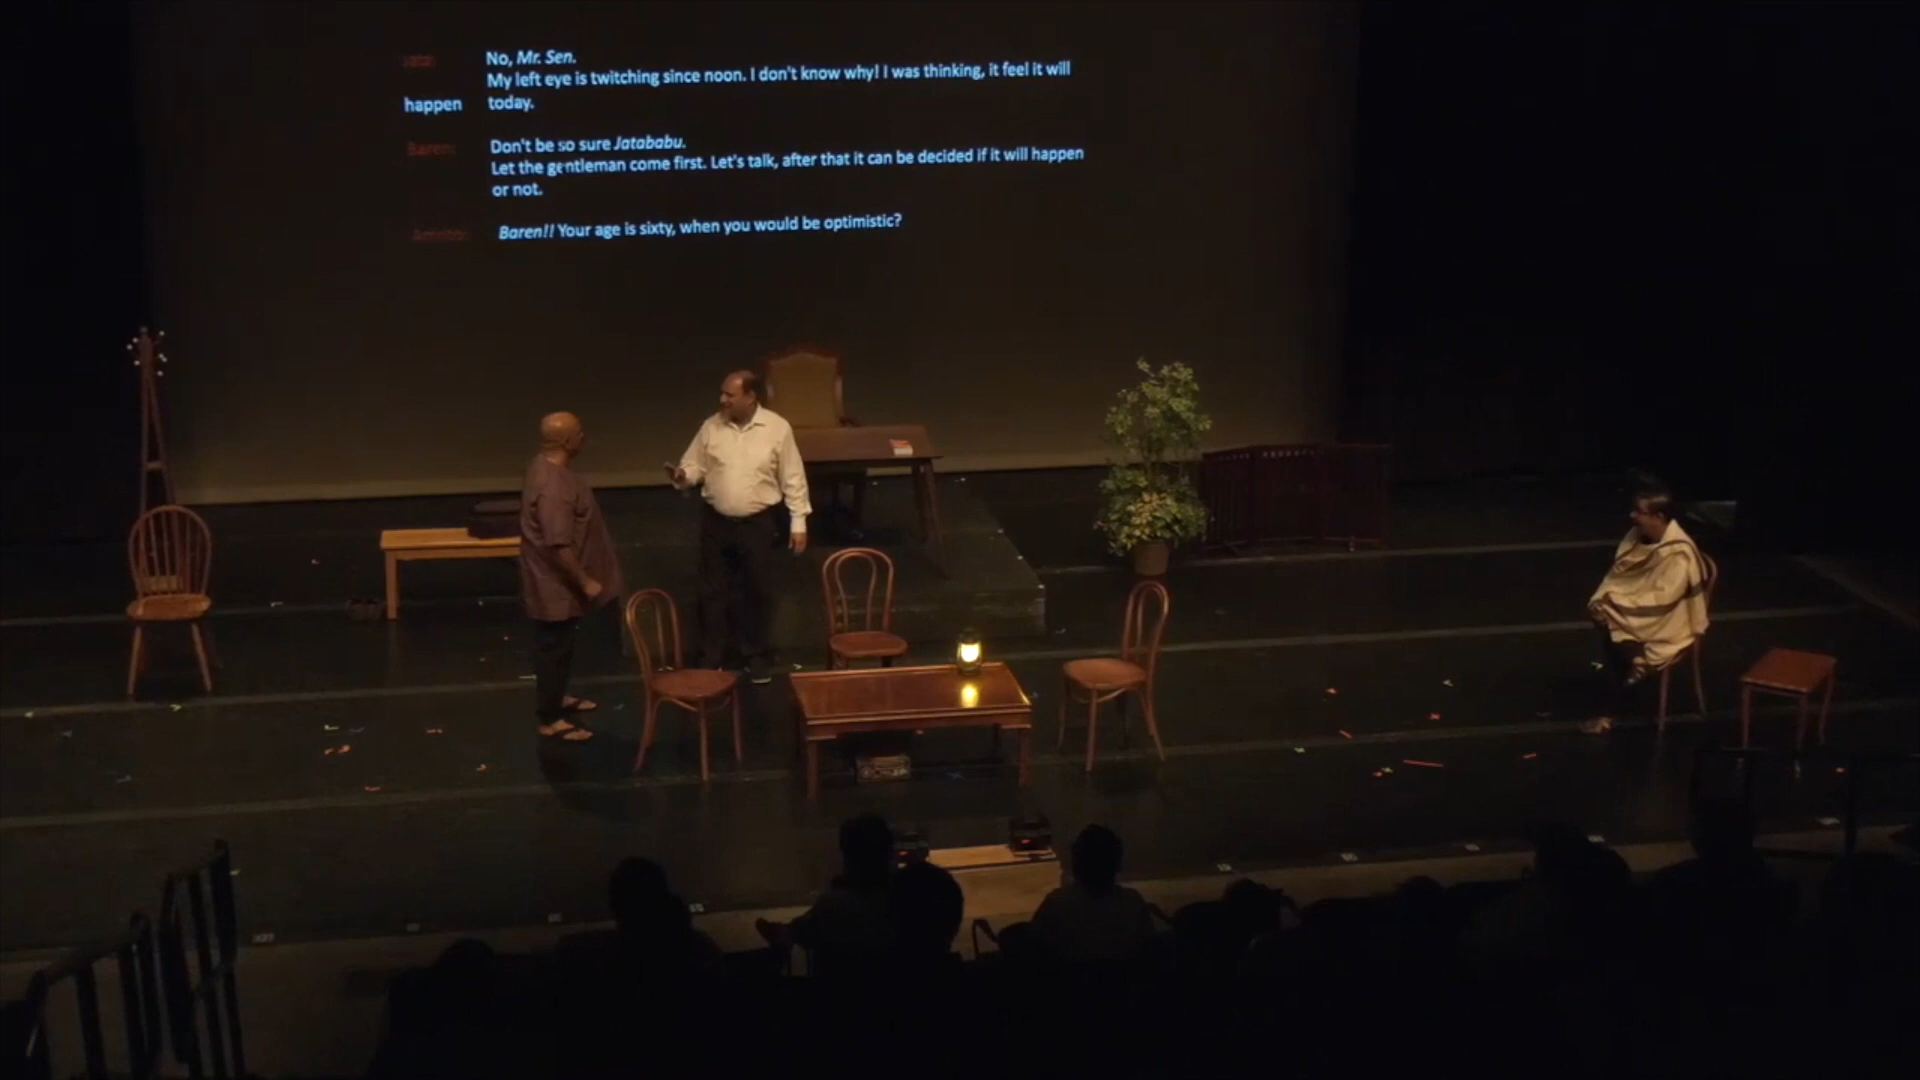 Jata: No, Mr. Sen.
My left eye is twitching since noon. I don't know why! I was thinking, it feel it will
happen today.
Baren: Don't be so sure Jatababu.
Let the gentleman come first. Let's talk, after that it can be decided if it will happen
or not.
Baren!! Your age is sixty, when you would be optimistic?